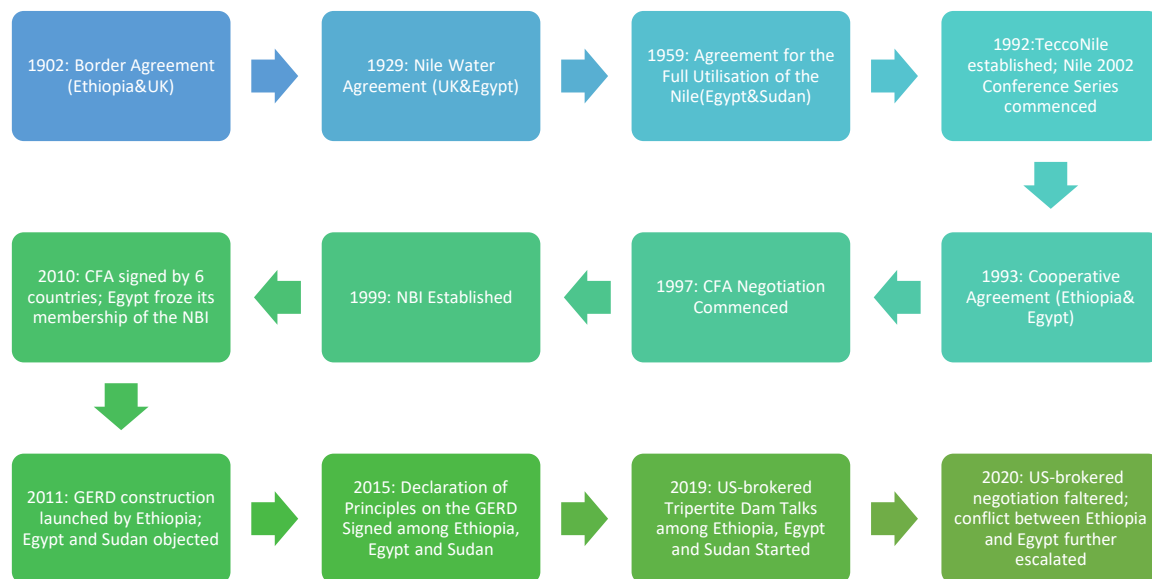 1902: Border Agreement
(Ethiopia&UK)
1929: Nile Water
Agreement (UK&Egypt)
1959: Agreement for the
Full Utilisation of the
Nile(Egypt&Sudan)
1992:TeccoNile
established; Nile 2002
Conference Series
commenced
1993: Cooperative
Agreement (Ethiopia&
Egypt)
1997: CFA Negotiation
Commenced
1999: NBI Established
2010: CFA signed by 6
countries; Egypt froze its
membership of the NBI
2011: GERD construction
launched by Ethiopia;
Egypt and Sudan objected
2015: Declaration of
Principles on the GERD
Signed among Ethiopia,
Egypt and Sudan
2019: US-brokered
Tripertite Dam Talks
among Ethiopia, Egypt
and Sudan Started
2020: US-brokered
negotiation faltered;
conflict between Ethiopia
and Egypt further
escalated